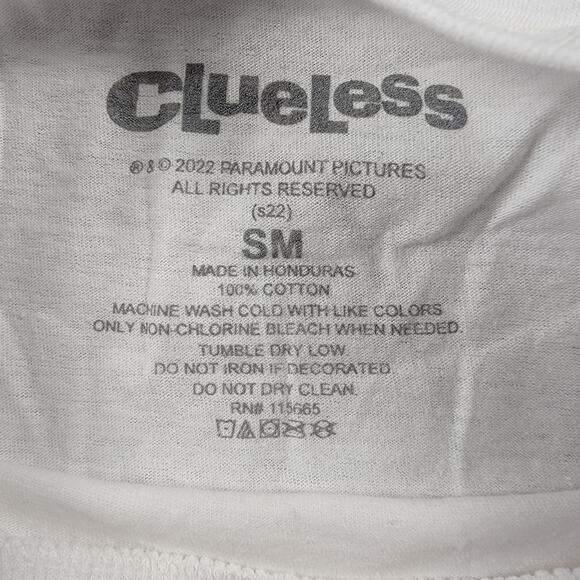 CLueLess
® & © 2022 PARAMOUNT PICTURES.
ALL RIGHTS RESERVED
(s22)
SM
MADE IN HONDURAS
100% COTTON
MACHINE WASH COLD WITH LIKE COLORS
ONLY NON-CHLORINE BLEACH WHEN NEEDED.
TUMBLE DRY LOW.
DO NOT IRON IF DECORATED.
DO NOT DRY CLEAN.
RN# 115665